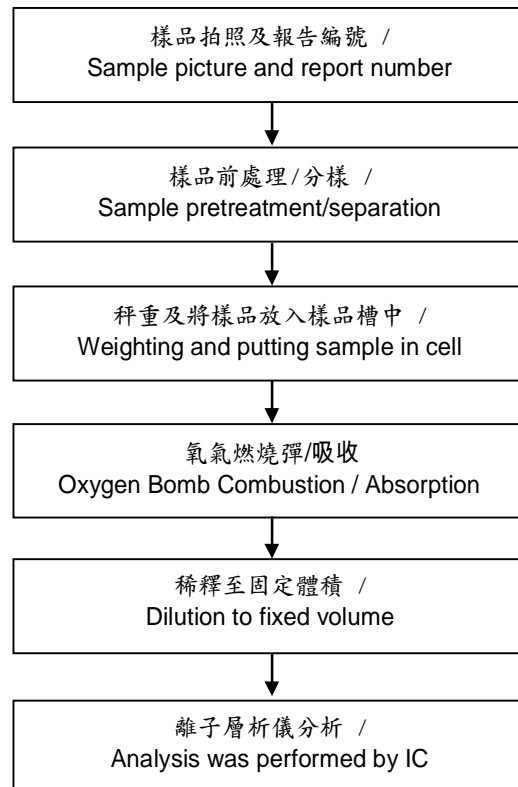 樣品拍照及報告編號 /
Sample picture and report number
樣品前處理/分樣 /
Sample pretreatment/separation
秤重及將樣品放入樣品槽中 /
Weighting and putting sample in cell
氧氣燃燒彈/吸收
Oxygen Bomb Combustion / Absorption
稀釋至固定體積 /
Dilution to fixed volume
離子層析儀分析 /
Analysis was performed by IC